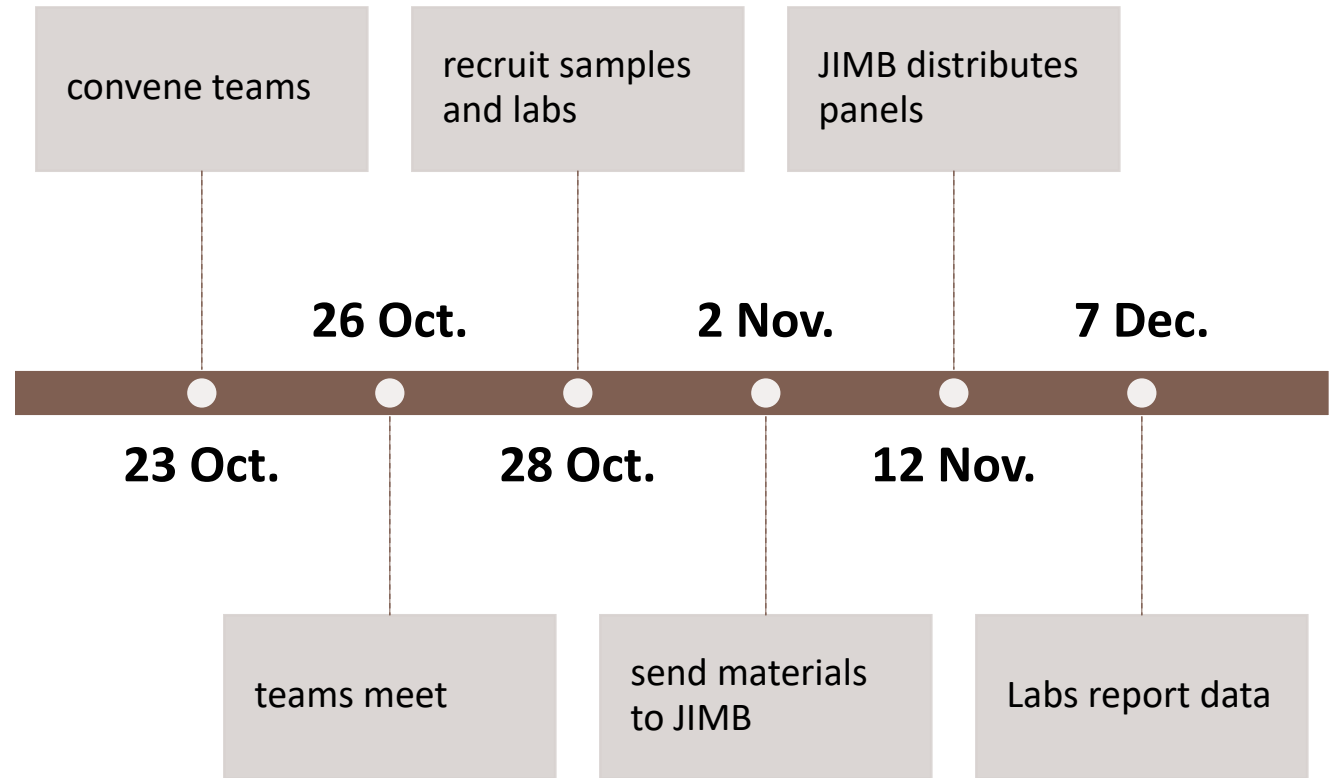 convene teams
recruit samples
and labs
JIMB distributes
panels
26 Oct.
2 Nov.
7 Dec.
23 Oct.
28 Oct.
12 Nov.
teams meet
send materials
to JIMB
Labs report data